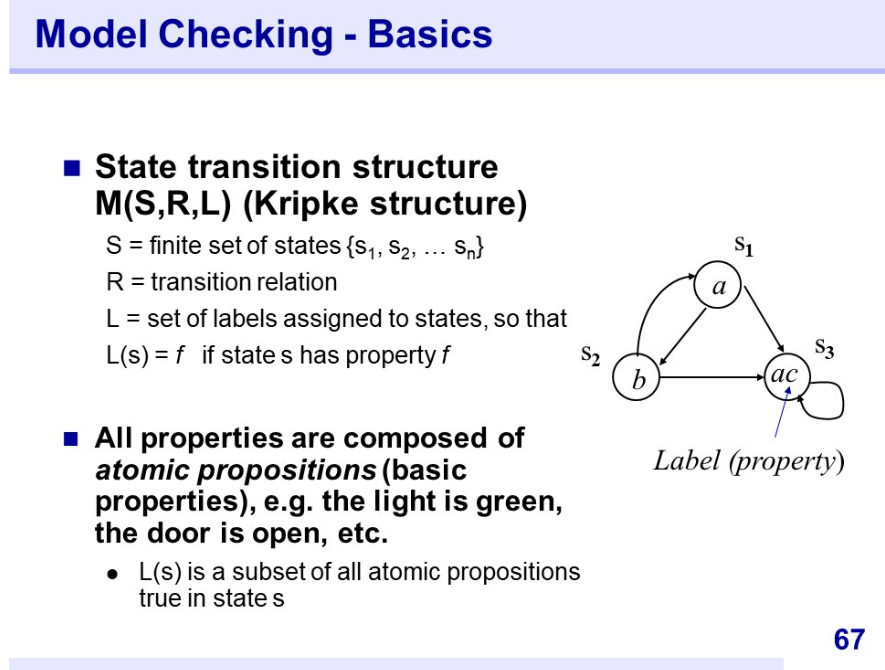 Model Checking - Basics
State transition structure
M(S,R,L) (Kripke structure)
S = finite set of states {s₁, s₂, … sₙ}
R = transition relation
L = set of labels assigned to states, so that
L(s) = f if state s has property f
All properties are composed of
atomic propositions (basic
properties), e.g. the light is green,
the door is open, etc.
L(s) is a subset of all atomic propositions
true in state s
s₁
a
s₂
b
s₃
ac
Label (property)
67